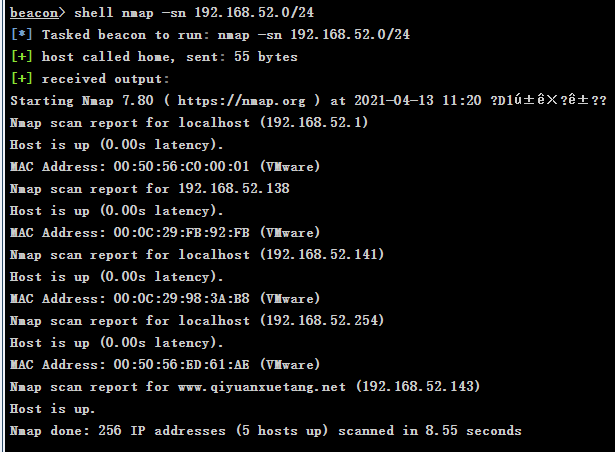 beacon> shell nmap -sn 192.168.52.0/24
[*] Tasked beacon to run: nmap -sn 192.168.52.0/24
[+] host called home, sent: 55 bytes
[+] received output:
Starting Nmap 7.80 ( https://nmap.org ) at 2021-04-13 11:20 ?D1ú±ê×?ê±??
Nmap scan report for localhost (192.168.52.1)
Host is up (0.00s latency).
MAC Address: 00:50:56:C0:00:01 (VMware)
Nmap scan report for 192.168.52.138
Host is up (0.00s latency).
MAC Address: 00:0C:29:FB:92:FB (VMware)
Nmap scan report for localhost (192.168.52.141)
Host is up (0.00s latency).
MAC Address: 00:0C:29:98:3A:B8 (VMware)
Nmap scan report for localhost (192.168.52.254)
Host is up (0.00s latency).
MAC Address: 00:50:56:ED:61:AE (VMware)
Nmap scan report for www.qiyuanxuetang.net (192.168.52.143)
Host is up.
Nmap done: 256 IP addresses (5 hosts up) scanned in 8.55 seconds